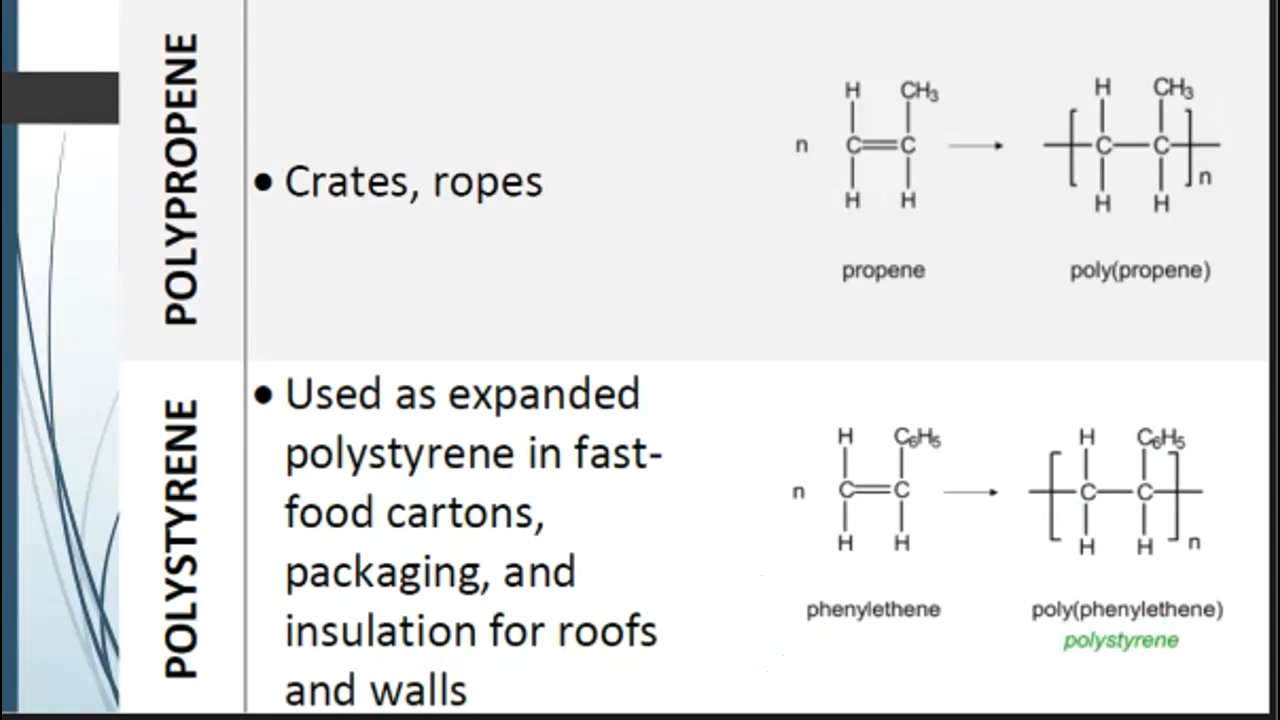 POLYPROPENE
• Crates, ropes
H CH₃ H CH₃
n C=C → [ C—C ]n
H H H H
propene poly(propene)
POLYSTYRENE
• Used as expanded
polystyrene in fast-
food cartons,
packaging, and
insulation for roofs
and walls
H C₆H₅ H C₆H₅
n C=C → [ C—C ]n
H H H H
phenylethene poly(phenylethene)
polystyrene